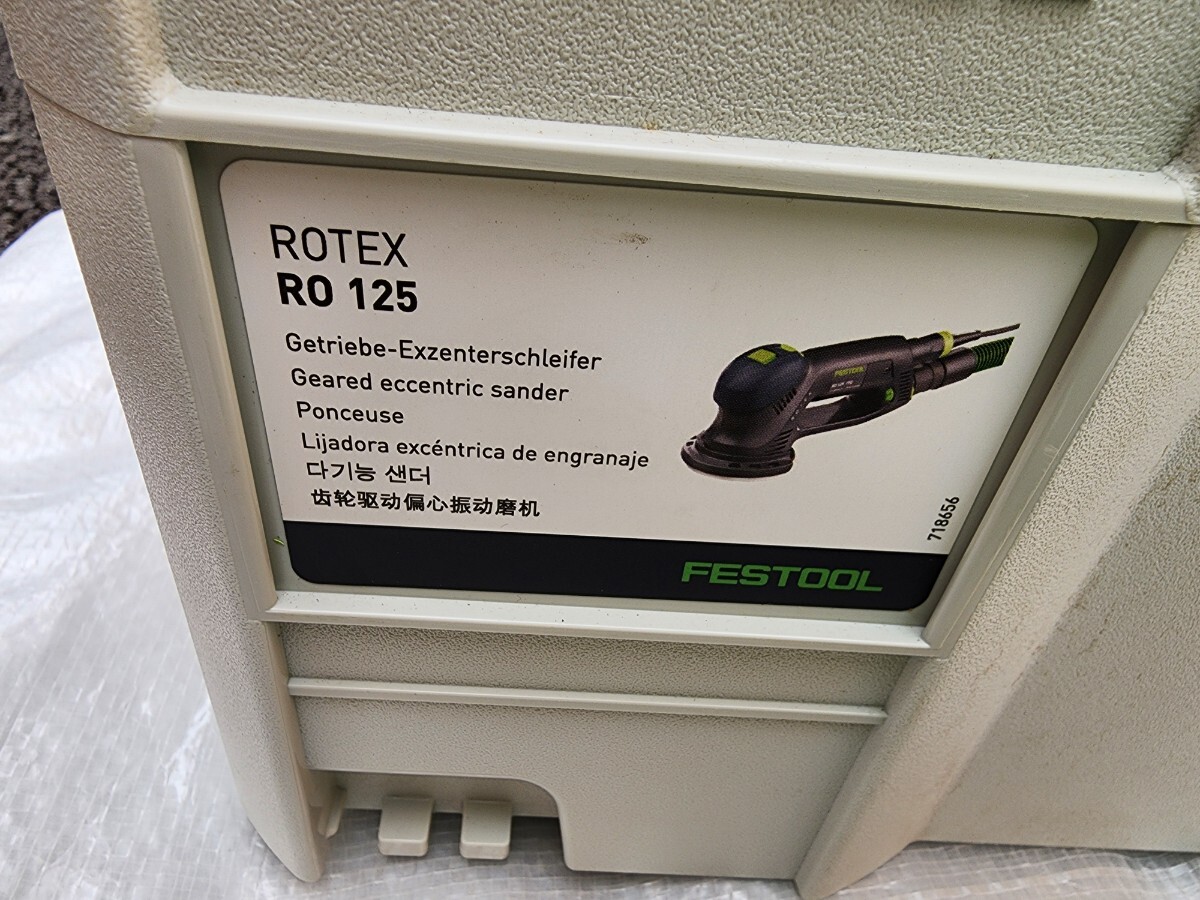 ROTEX
RO 125
Getriebe-Exzenterschleifer
Geared eccentric sander
Ponceuse
Lijadora excéntrica de engranaje
다기능 샌더
齿轮驱动偏心振动磨机
FESTOOL
718656
FESTOOL